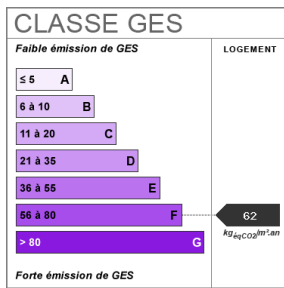 CLASSE GES
Faible émission de GES
LOGEMENT
≤ 5 A
6 à 10 B
11 à 20 C
21 à 35 D
36 à 55 E
56 à 80 F
62
kgéqCO2/m².an
> 80 G
Forte émission de GES